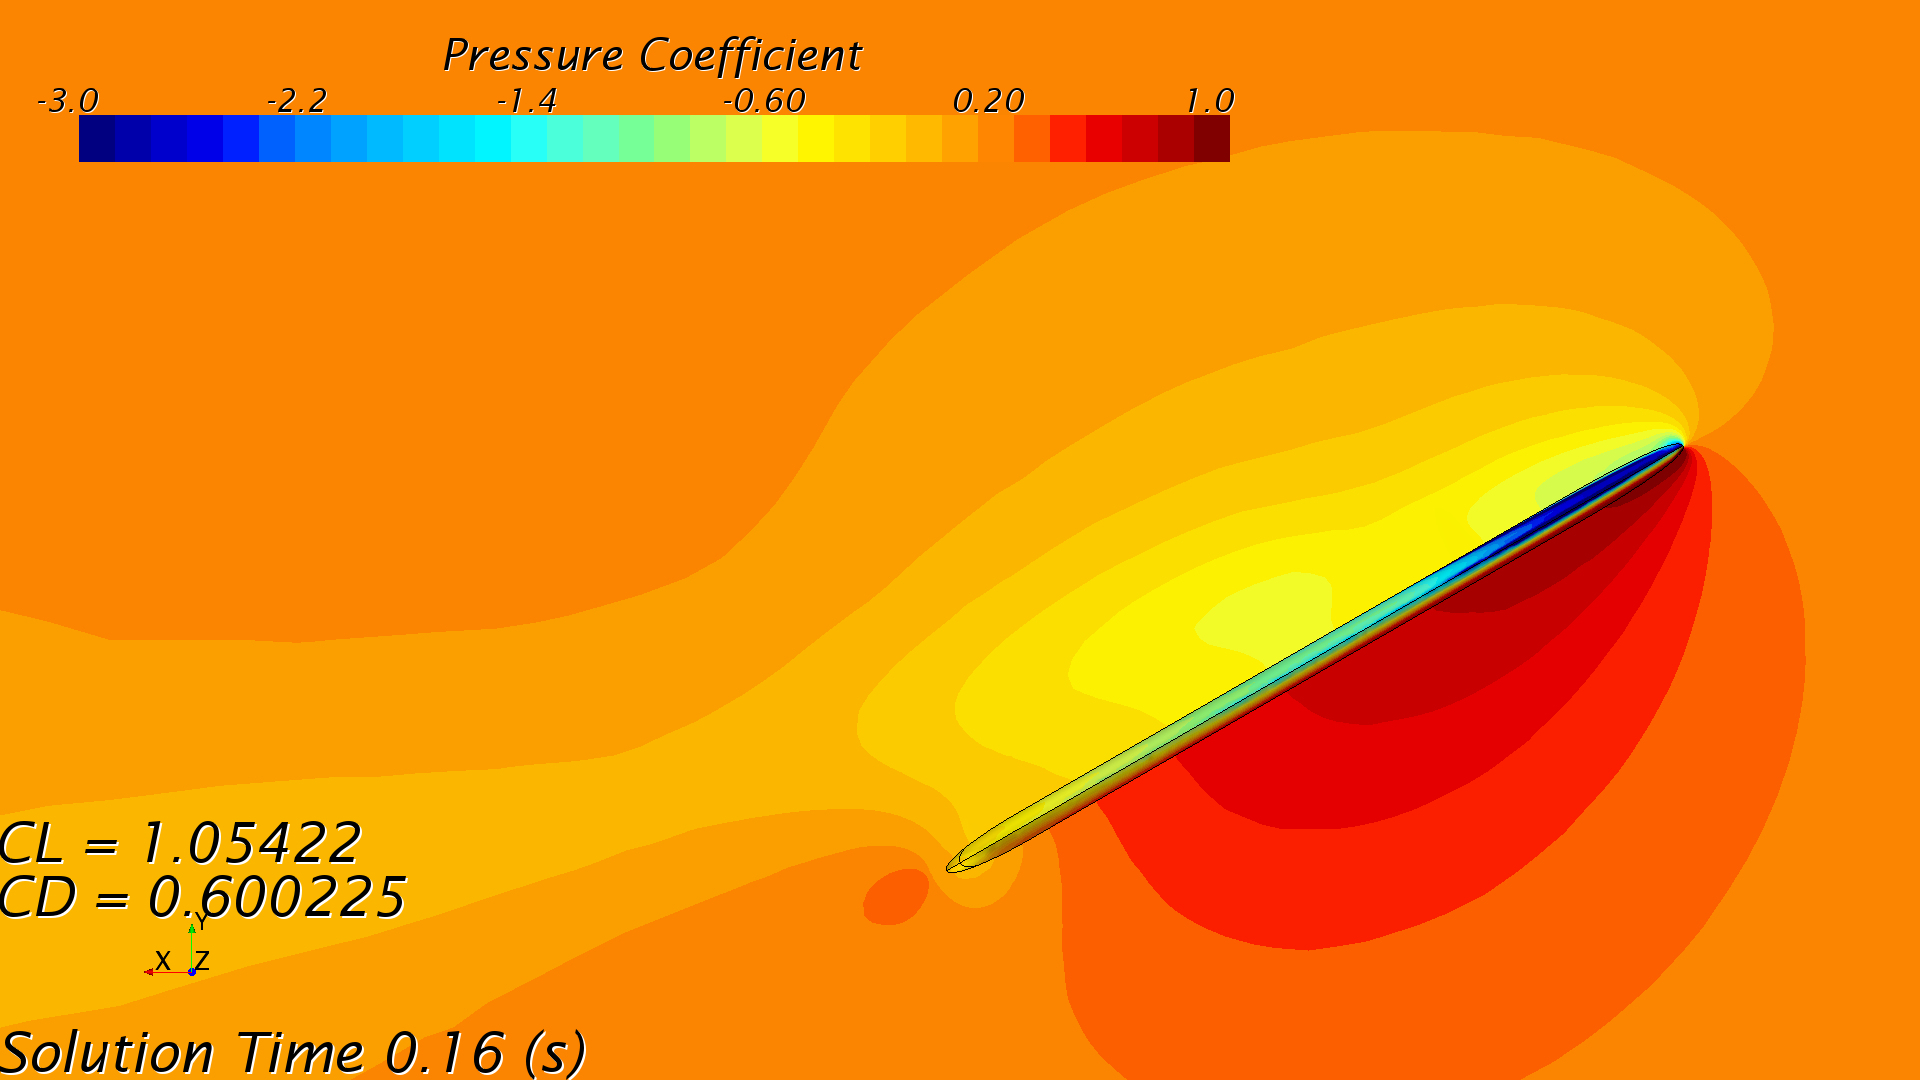 Pressure Coefficient
-3.0 -2.2 -1.4 -0.60 0.20 1.0
CL = 1.05422
CD = 0.600225
Y
X Z
Solution Time 0.16 (s)